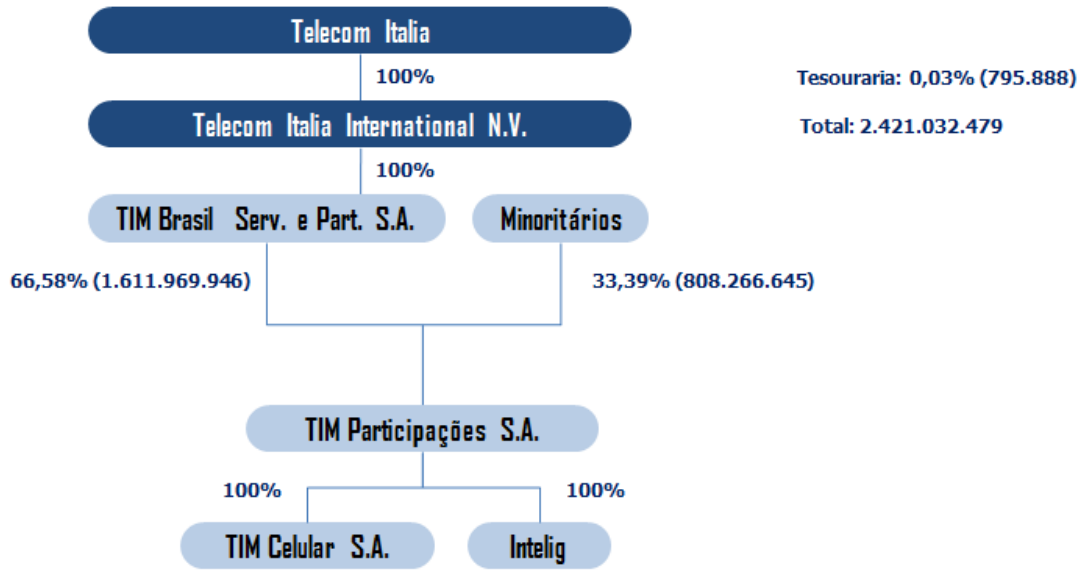 Telecom Italia
100%
Tesouraria: 0,03% (795.888)
Telecom Italia International N.V.
Total: 2.421.032.479
100%
TIM Brasil Serv. e Part. S.A.
Minoritários
66,58% (1.611.969.946)
33,39% (808.266.645)
TIM Participações S.A.
100%
100%
TIM Celular S.A.
Intelig